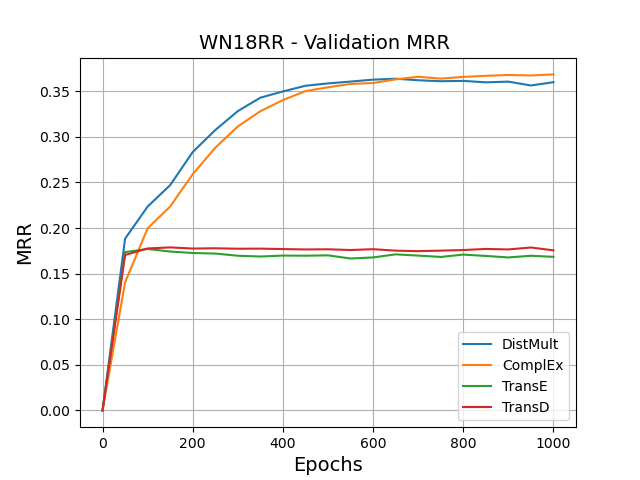 WN18RR - Validation MRR
MRR
0.35
0.30
0.25
0.20
0.15
0.10
0.05
0.00
DistMult
ComplEx
TransE
TransD
0 200 400 600 800 1000
Epochs